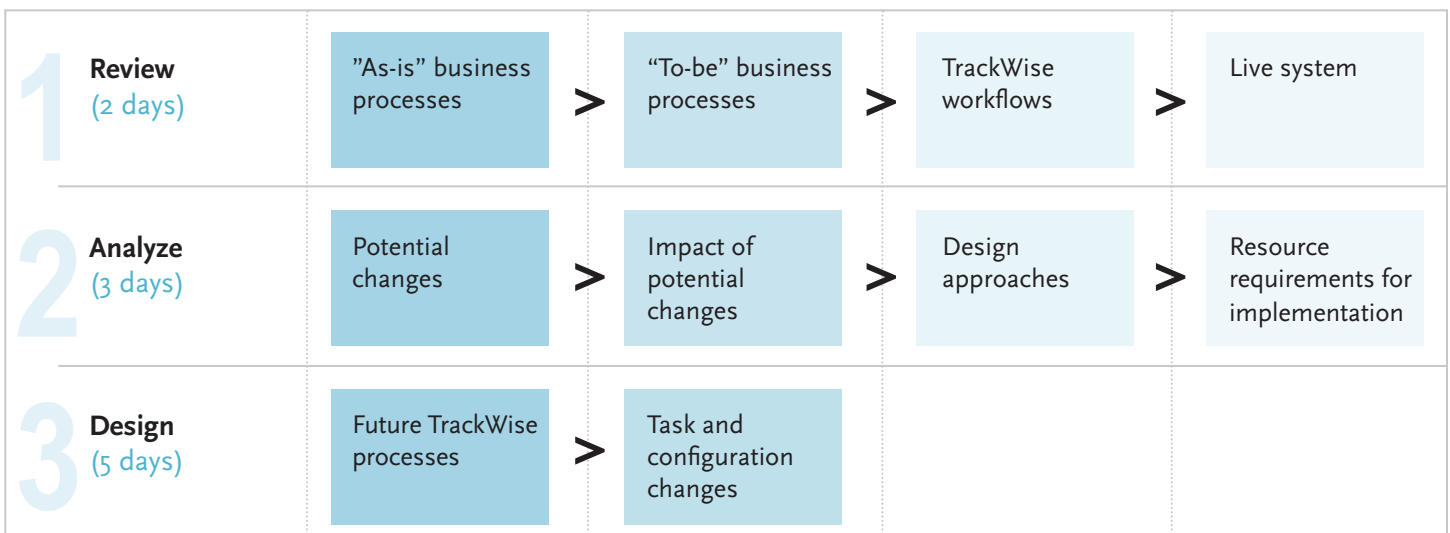 1
Review
(2 days)
”As-is” business
processes
>
“To-be” business
processes
>
TrackWise
workflows
>
Live system
2
Analyze
(3 days)
Potential
changes
>
Impact of
potential
changes
>
Design
approaches
>
Resource
requirements for
implementation
3
Design
(5 days)
Future TrackWise
processes
>
Task and
configuration
changes